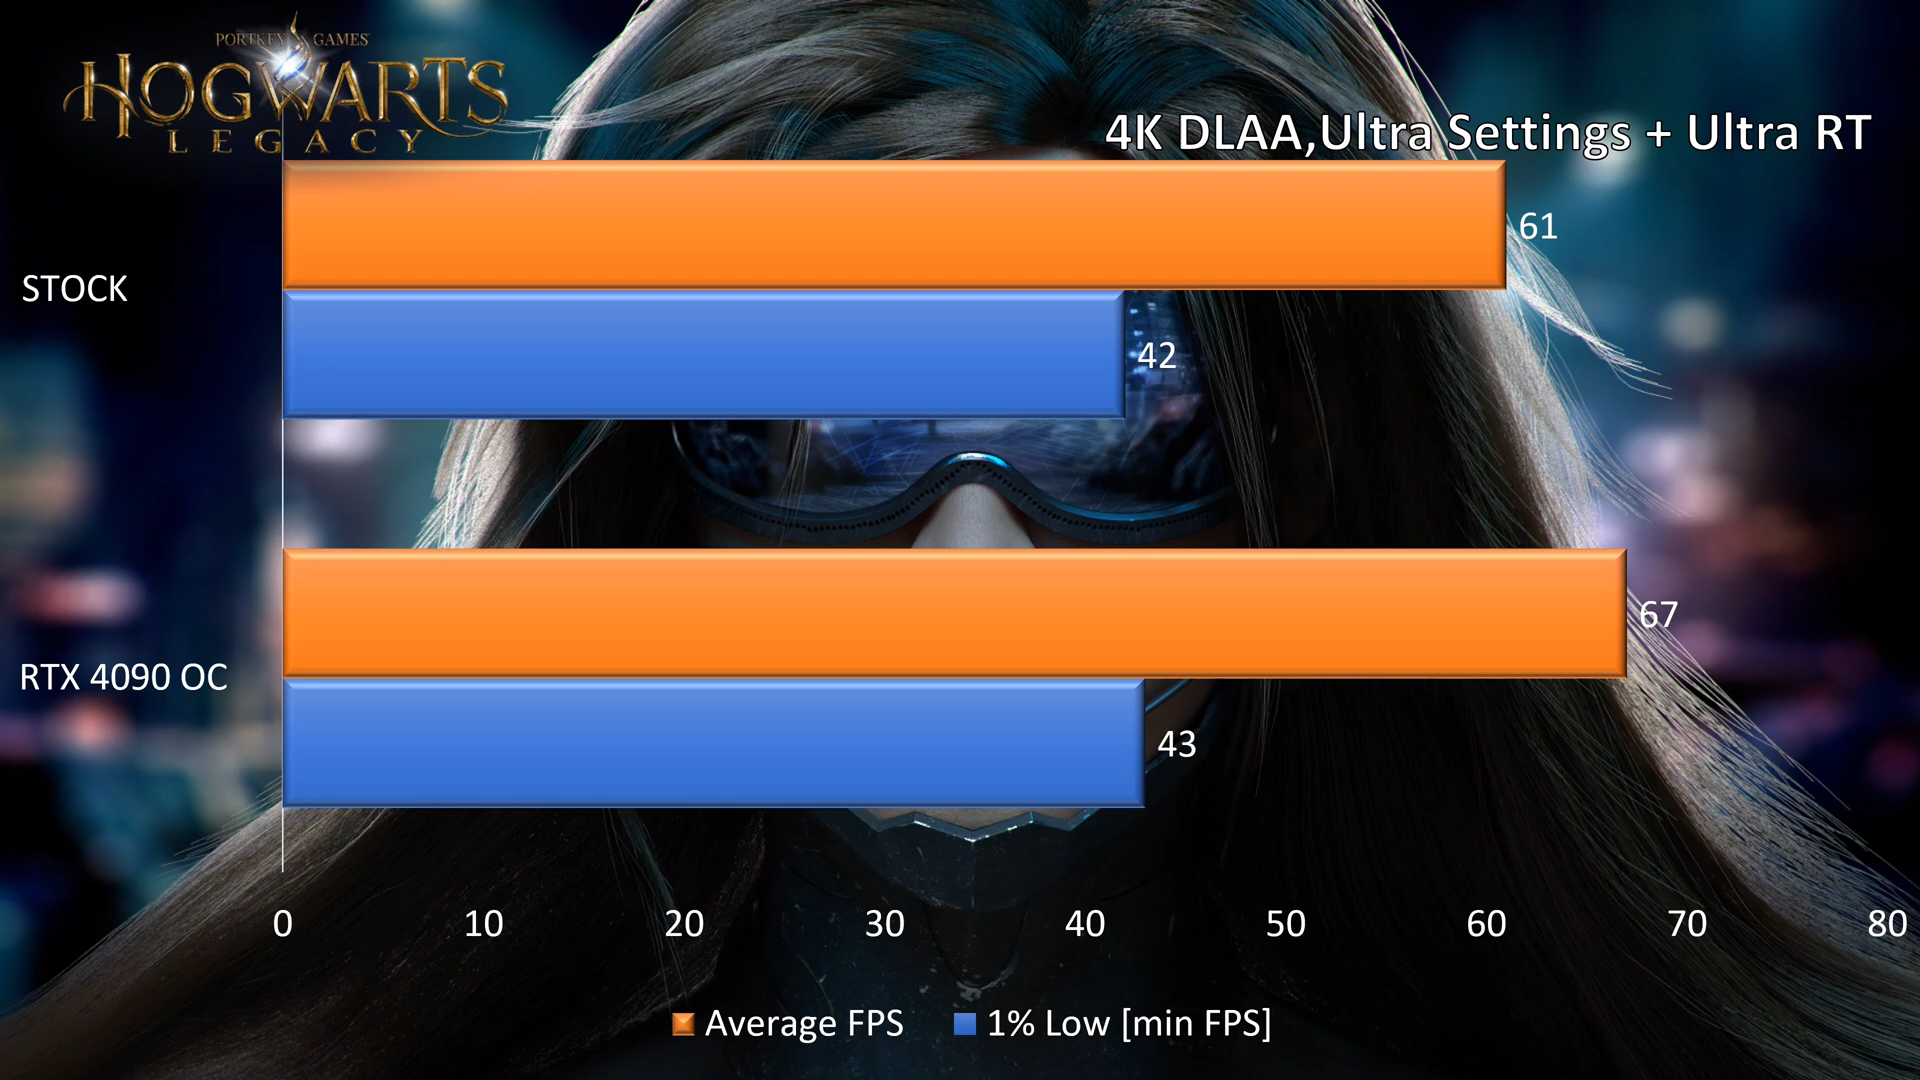 PORTKEY GAMES
HOGWARTS
LEGACY
4K DLAA,Ultra Settings + Ultra RT
61
STOCK
42
67
RTX 4090 OC
43
0 10 20 30 40 50 60 70 80
Average FPS 1% Low [min FPS]